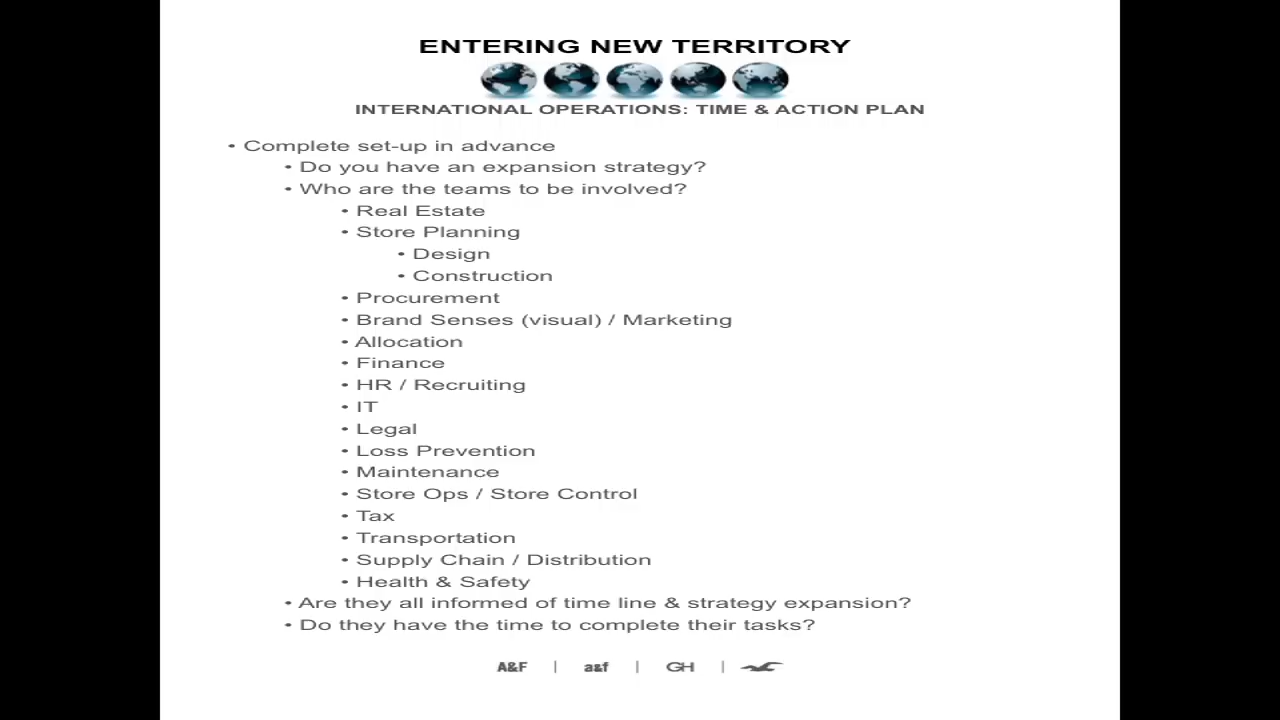 ENTERING NEW TERRITORY
INTERNATIONAL OPERATIONS: TIME & ACTION PLAN
• Complete set-up in advance
• Do you have an expansion strategy?
• Who are the teams to be involved?
• Real Estate
• Store Planning
• Design
• Construction
• Procurement
• Brand Senses (visual) / Marketing
• Allocation
• Finance
• HR / Recruiting
• IT
• Legal
• Loss Prevention
• Maintenance
• Store Ops / Store Control
• Tax
• Transportation
• Supply Chain / Distribution
• Health & Safety
• Are they all informed of time line & strategy expansion?
• Do they have the time to complete their tasks?
A&F | a&f | GH |